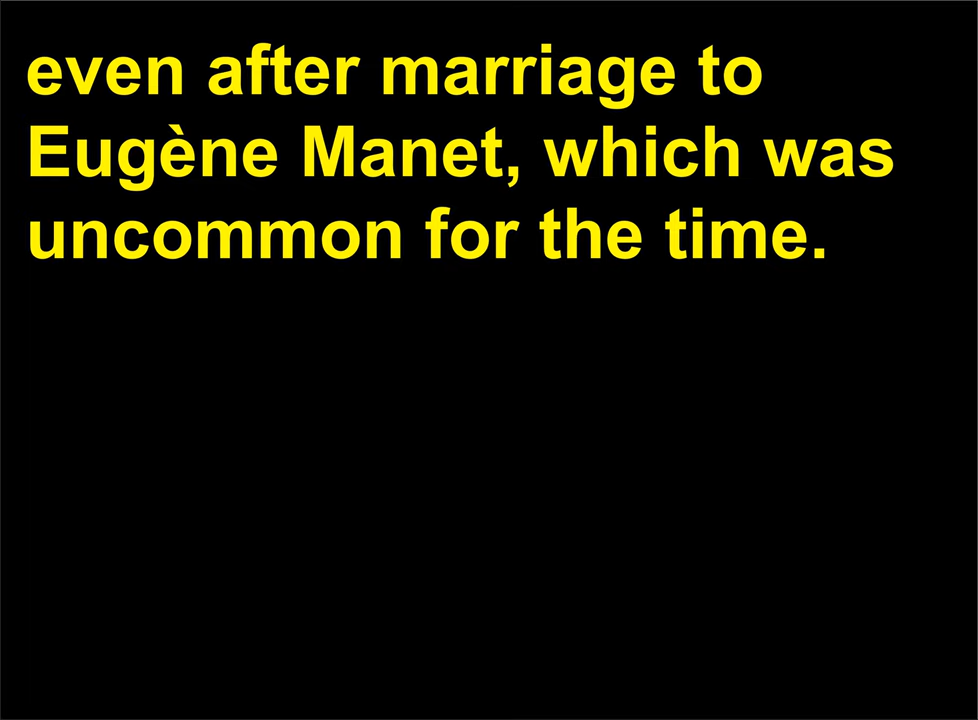 even after marriage to
Eugène Manet, which was
uncommon for the time.